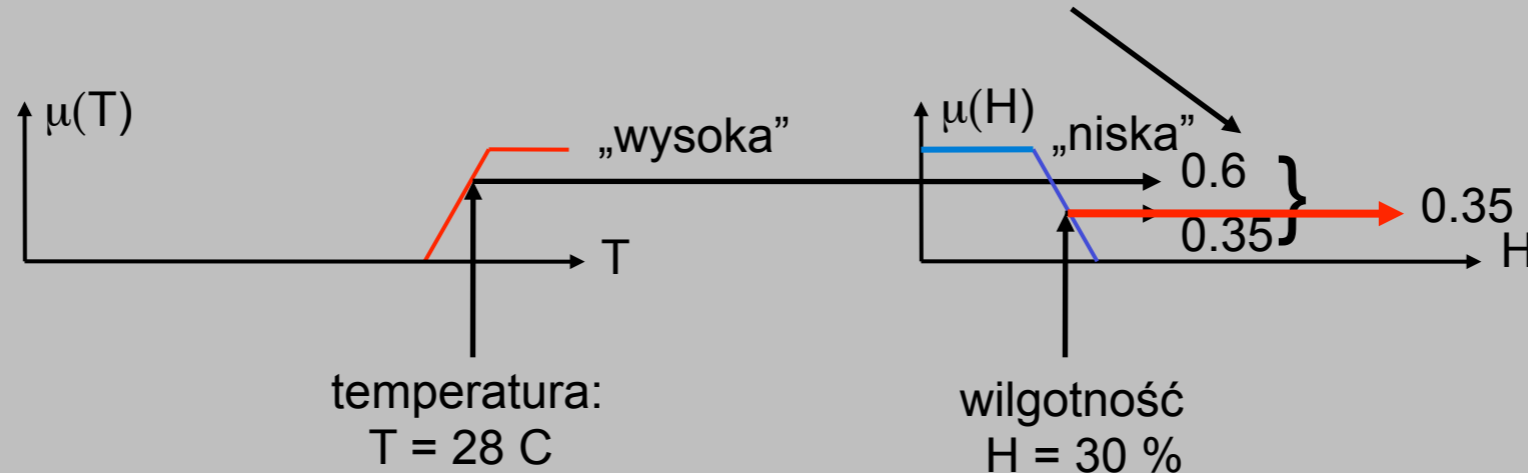 μ(T)
„wysoka”
T
μ(H)
„niska”
0.6
0.35
}
0.35
H
temperatura:
T = 28 C
wilgotność
H = 30 %